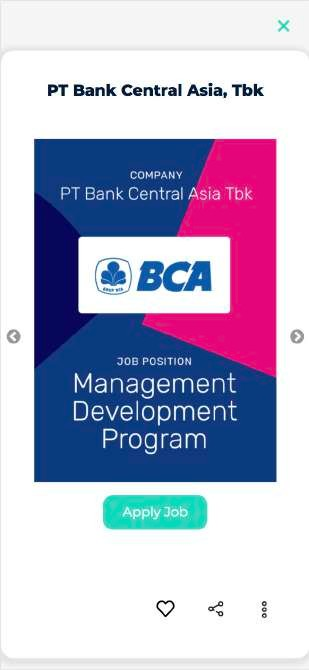 PT Bank Central Asia, Tbk
COMPANY
PT Bank Central Asia Tbk
BCA
JOB POSITION
Management
Development
Program
Apply Job